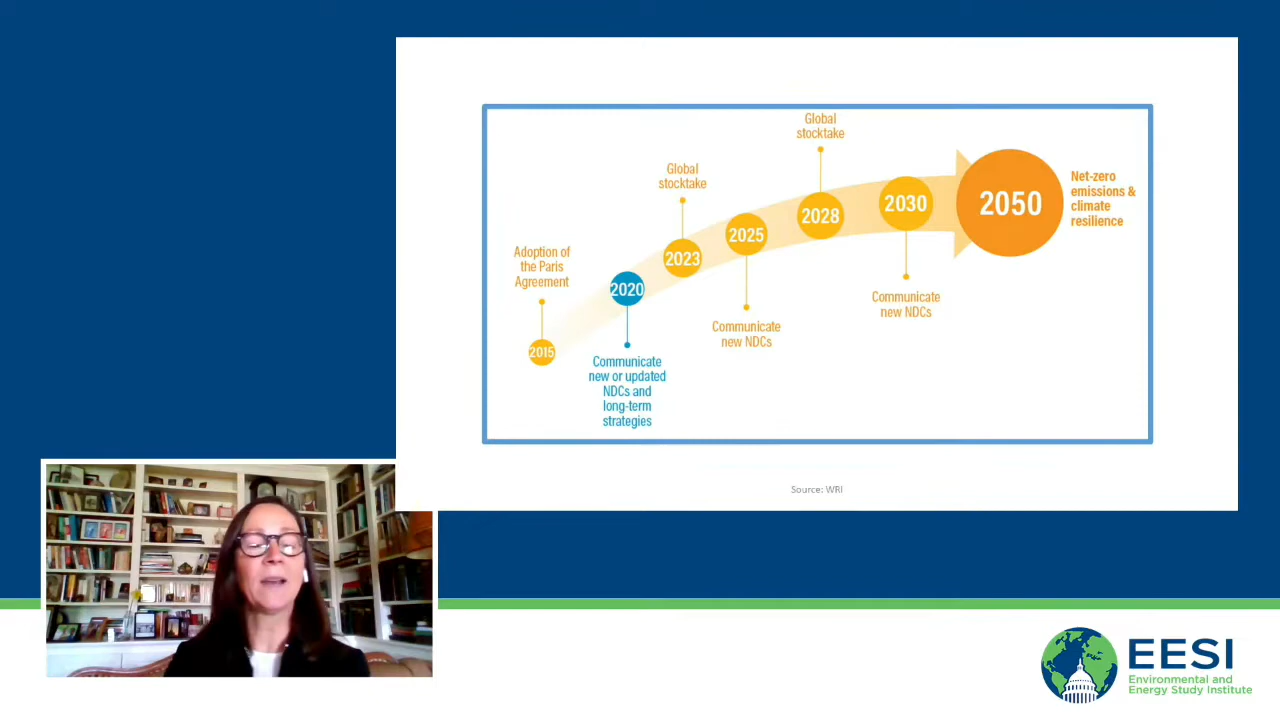 Global
stocktake
Global
stocktake
Adoption of
the Paris
Agreement
2015
2020
2023
2025
2028
2030
2050
Net-zero
emissions &
climate
resilience
Communicate
new or updated
NDCs and
long-term
strategies
Communicate
new NDCs
Communicate
new NDCs
Source: WRI
EESI
Environmental and
Energy Study Institute